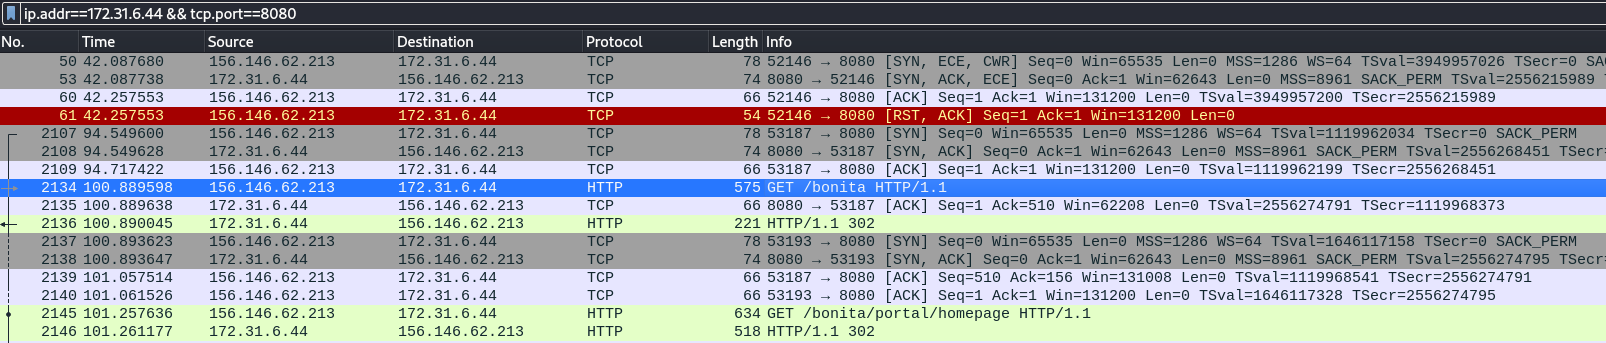 ip.addr==172.31.6.44 && tcp.port==8080
No. Time Source Destination Protocol Length Info
50 42.087680 156.146.62.213 172.31.6.44 TCP 78 52146 → 8080 [SYN, ECE, CWR] Seq=0 Win=65535 Len=0 MSS=1286 WS=64 TSval=3949957026 TSecr=0 SA
53 42.087738 172.31.6.44 156.146.62.213 TCP 74 8080 → 52146 [SYN, ACK, ECE] Seq=0 Ack=1 Win=62643 Len=0 MSS=8961 SACK_PERM TSval=2556215989 T
60 42.257553 156.146.62.213 172.31.6.44 TCP 66 52146 → 8080 [ACK] Seq=1 Ack=1 Win=131200 Len=0 TSval=3949957200 TSecr=2556215989
61 42.257553 156.146.62.213 172.31.6.44 TCP 54 52146 → 8080 [RST, ACK] Seq=1 Ack=1 Win=131200 Len=0
2107 94.549600 156.146.62.213 172.31.6.44 TCP 78 53187 → 8080 [SYN] Seq=0 Win=65535 Len=0 MSS=1286 WS=64 TSval=1119962034 TSecr=0 SACK_PERM
2108 94.549628 172.31.6.44 156.146.62.213 TCP 74 8080 → 53187 [SYN, ACK] Seq=0 Ack=1 Win=62643 Len=0 MSS=8961 SACK_PERM TSval=2556268451 TSecr
2109 94.717422 156.146.62.213 172.31.6.44 TCP 66 53187 → 8080 [ACK] Seq=1 Ack=1 Win=131200 Len=0 TSval=1119962199 TSecr=2556268451
2134 100.889598 156.146.62.213 172.31.6.44 HTTP 575 GET /bonita HTTP/1.1
2135 100.889638 172.31.6.44 156.146.62.213 TCP 66 8080 → 53187 [ACK] Seq=1 Ack=510 Win=62208 Len=0 TSval=2556274791 TSecr=1119968373
2136 100.890045 172.31.6.44 156.146.62.213 HTTP 221 HTTP/1.1 302
2137 100.893623 156.146.62.213 172.31.6.44 TCP 78 53193 → 8080 [SYN] Seq=0 Win=65535 Len=0 MSS=1286 WS=64 TSval=1646117158 TSecr=0 SACK_PERM
2138 100.893647 172.31.6.44 156.146.62.213 TCP 74 8080 → 53193 [SYN, ACK] Seq=0 Ack=1 Win=62643 Len=0 MSS=8961 SACK_PERM TSval=2556274795 TSecr
2139 101.057514 156.146.62.213 172.31.6.44 TCP 66 53187 → 8080 [ACK] Seq=510 Ack=156 Win=131008 Len=0 TSval=1119968541 TSecr=2556274791
2140 101.061526 156.146.62.213 172.31.6.44 TCP 66 53193 → 8080 [ACK] Seq=1 Ack=1 Win=131200 Len=0 TSval=1646117328 TSecr=2556274795
2145 101.257636 156.146.62.213 172.31.6.44 HTTP 634 GET /bonita/portal/homepage HTTP/1.1
2146 101.261177 172.31.6.44 156.146.62.213 HTTP 518 HTTP/1.1 302